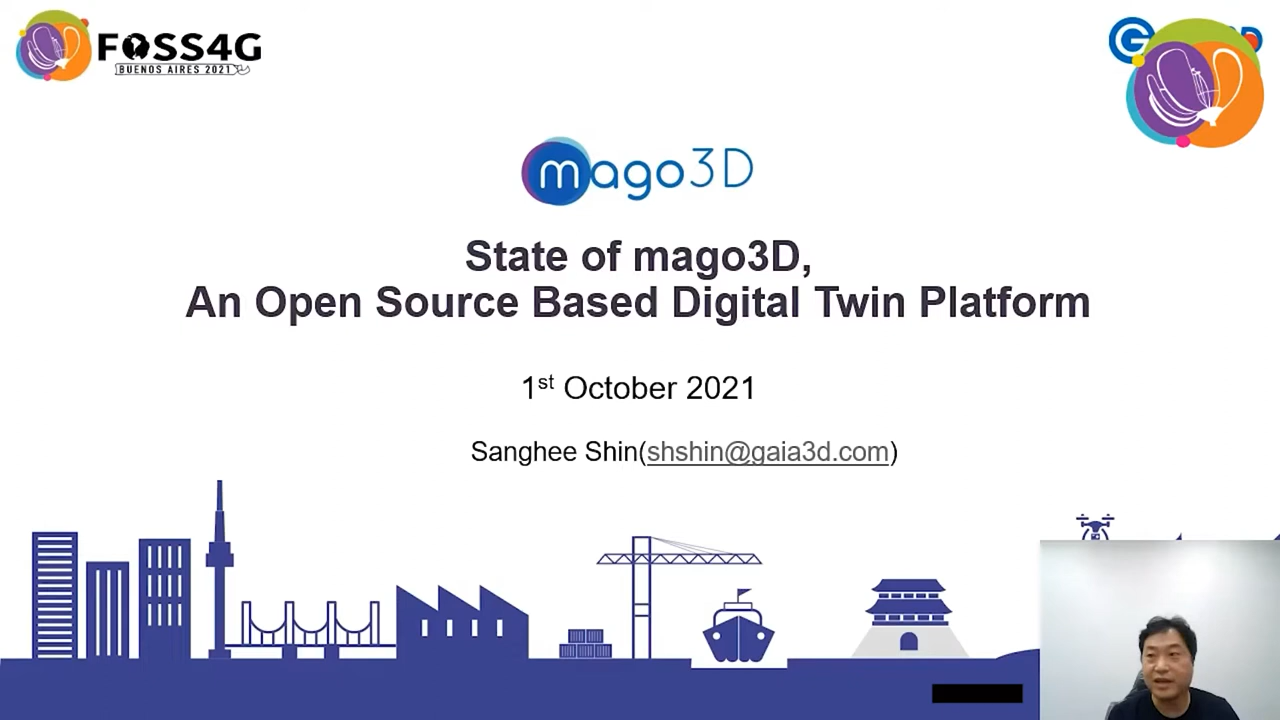 FOSS4G
BUENOS AIRES 2021
mago3D
State of mago3D,
An Open Source Based Digital Twin Platform
1st October 2021
Sanghee Shin(shshin@gaia3d.com)